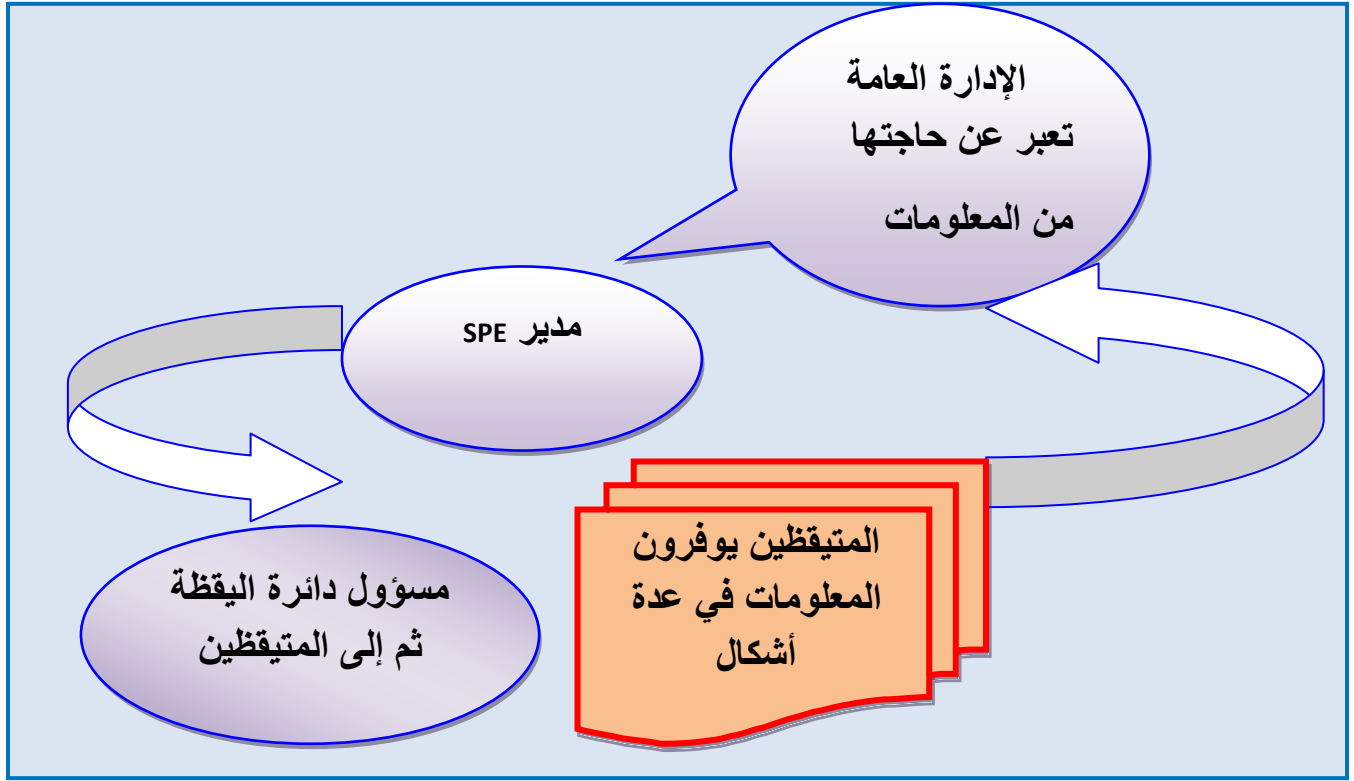 الإدارة العامة
تعبر عن حاجتها
من المعلومات
مدير SPE
مسؤول دائرة اليقظة
ثم إلى المتيقظين
المتيقظين يوفرون
المعلومات في عدة
أشكال